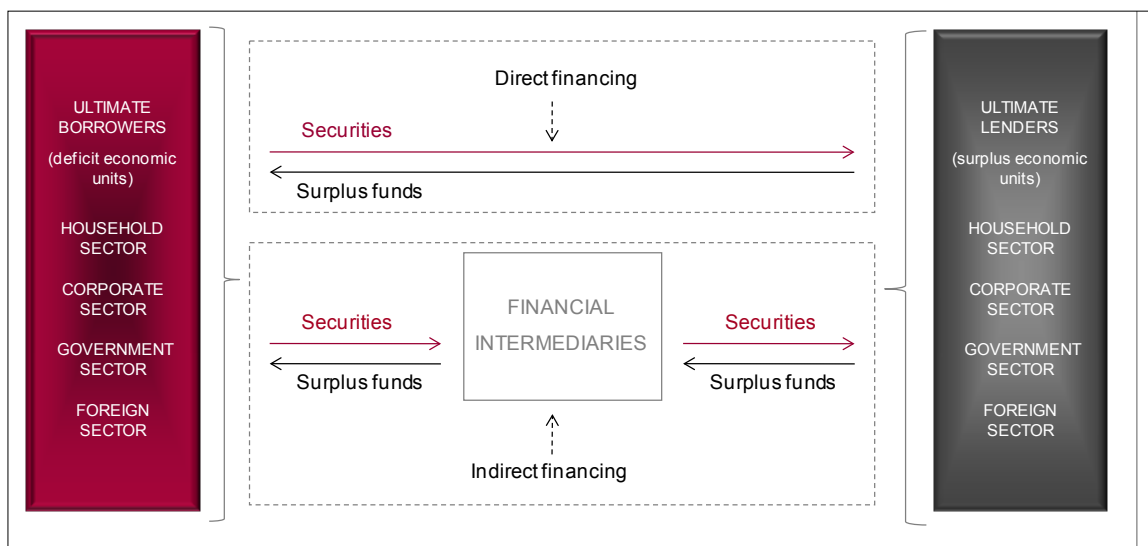 ULTIMATE
BORROWERS
(deficit economic
units)
HOUSEHOLD
SECTOR
CORPORATE
SECTOR
GOVERNMENT
SECTOR
FOREIGN
SECTOR
Direct financing
Securities
Surplus funds
FINANCIAL
INTERMEDIARIES
Securities
Surplus funds
Securities
Surplus funds
Indirect financing
ULTIMATE
LENDERS
(surplus economic
units)
HOUSEHOLD
SECTOR
CORPORATE
SECTOR
GOVERNMENT
SECTOR
FOREIGN
SECTOR